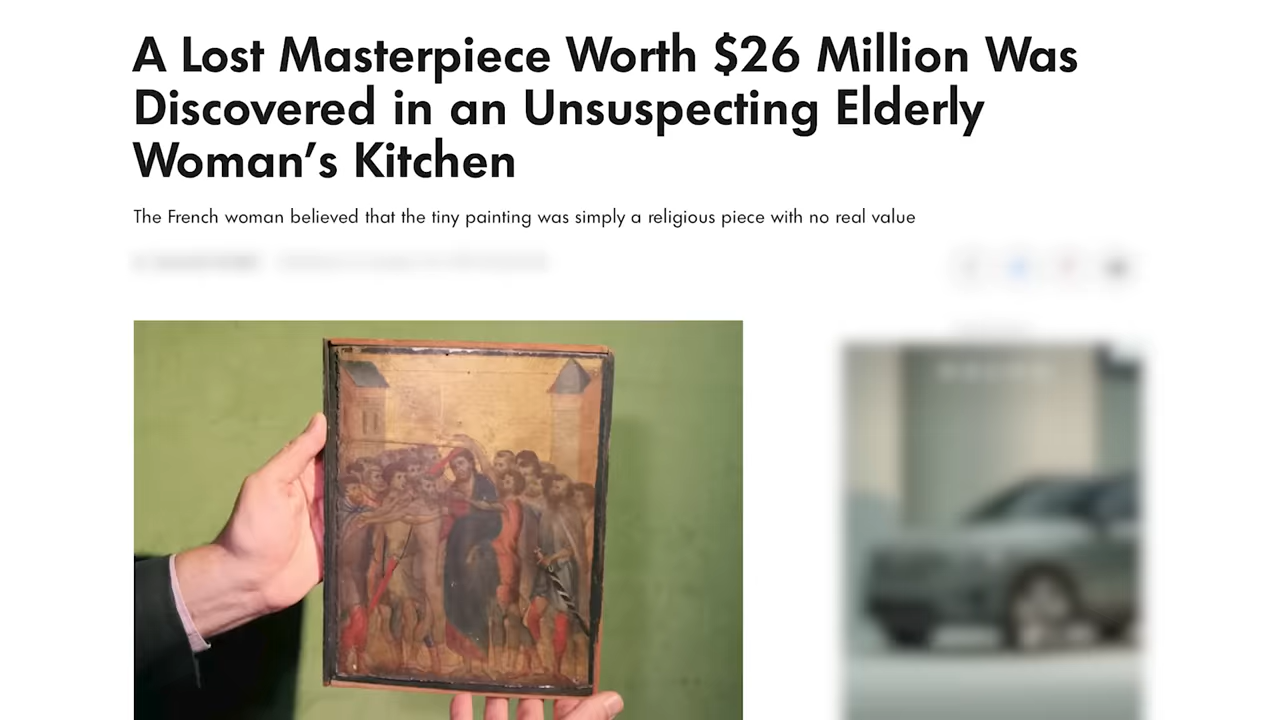 A Lost Masterpiece Worth $26 Million Was
Discovered in an Unsuspecting Elderly
Woman’s Kitchen
The French woman believed that the tiny painting was simply a religious piece with no real value